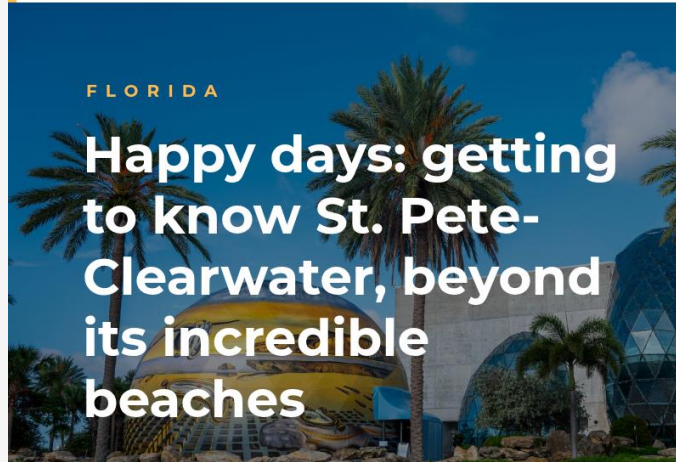 FLORIDA
Happy days: getting
to know St. Pete-
Clearwater, beyond
its incredible
beaches